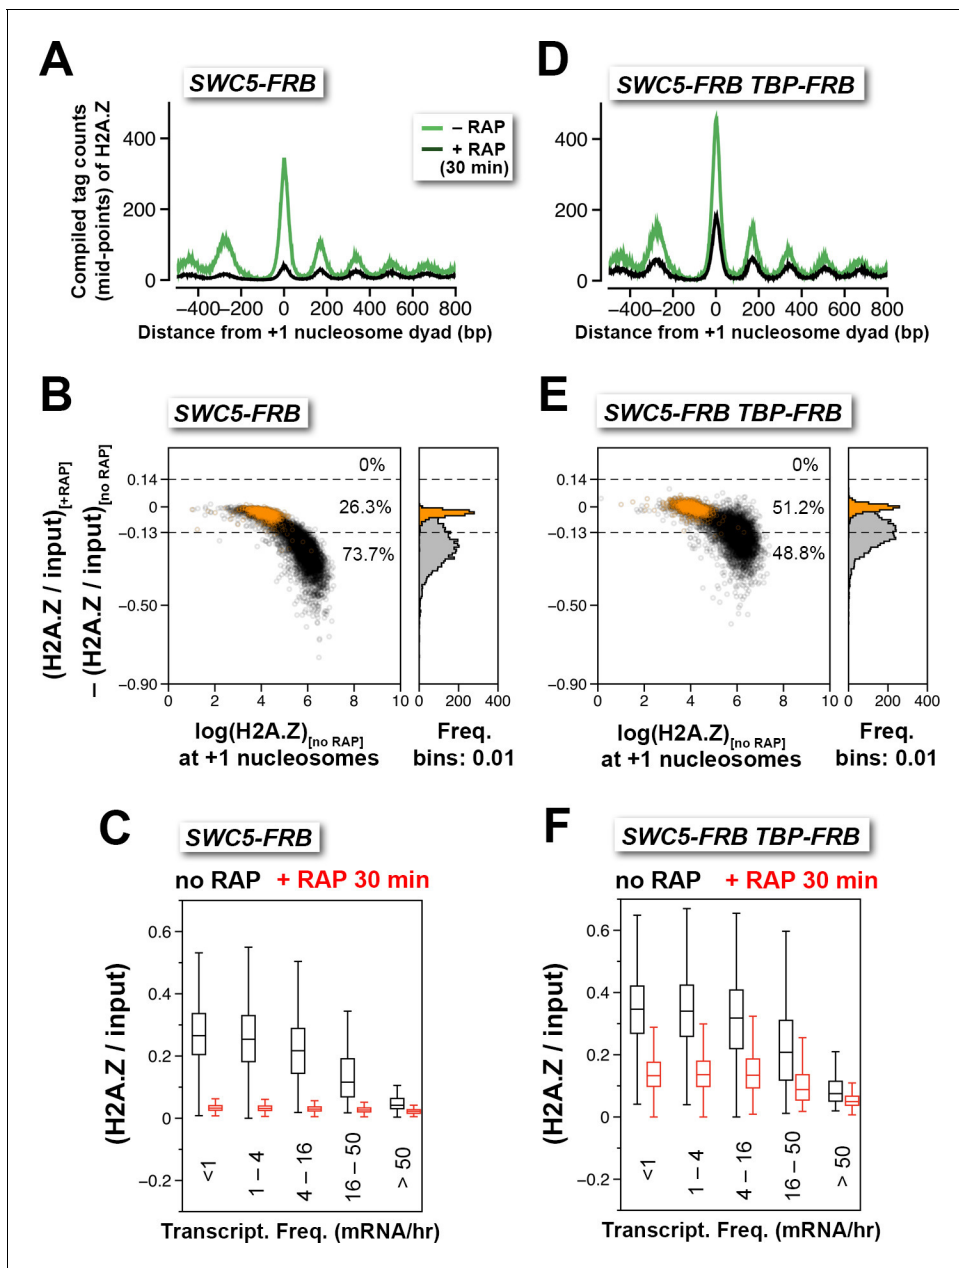 A
SWC5-FRB
Compiled tag counts
(mid-points) of H2A.Z
400
200
0
−400
−200
0
200
400
600
800
Distance from +1 nucleosome dyad (bp)
− RAP
+ RAP
(30 min)
D
SWC5-FRB TBP-FRB
400
200
0
−400
−200
0
200
400
600
800
Distance from +1 nucleosome dyad (bp)
B
SWC5-FRB
(H2A.Z / input)[+RAP]
− (H2A.Z / input)[no RAP]
0.14
0
−0.13
−0.50
−0.90
0%
26.3%
73.7%
0 2 4 6 8 10
0 200 400
log(H2A.Z)[no RAP]
at +1 nucleosomes
Freq.
bins: 0.01
E
SWC5-FRB TBP-FRB
0.14
0
−0.13
−0.50
−0.90
0%
51.2%
48.8%
0 2 4 6 8 10
0 200 400
log(H2A.Z)[no RAP]
at +1 nucleosomes
Freq.
bins: 0.01
C
SWC5-FRB
no RAP + RAP 30 min
(H2A.Z / input)
0.6
0.4
0.2
0
−0.2
<1
1 – 4
4 – 16
16 – 50
> 50
Transcript. Freq. (mRNA/hr)
F
SWC5-FRB TBP-FRB
no RAP + RAP 30 min
(H2A.Z / input)
0.6
0.4
0.2
0
−0.2
<1
1 – 4
4 – 16
16 – 50
> 50
Transcript. Freq. (mRNA/hr)